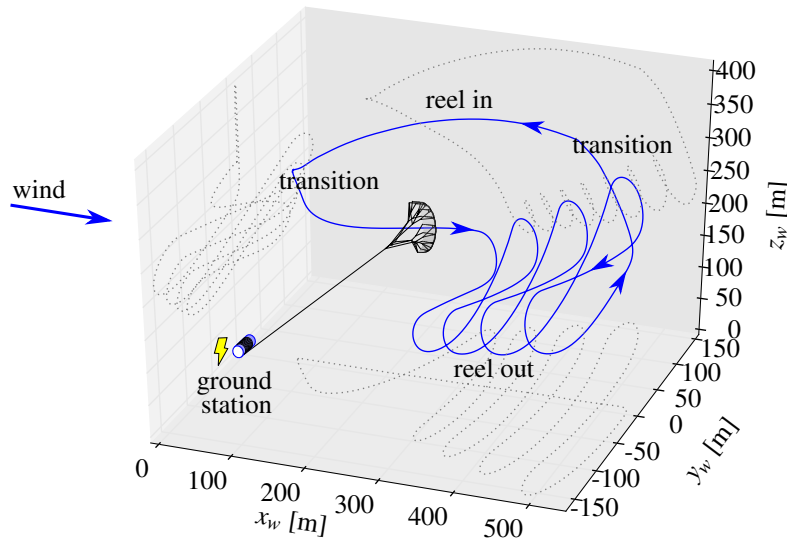 400
350
300
250
200
150
100
50
0
z_w [m]
reel in
transition
transition
wind
ground
station
reel out
150
100
50
0
-50
-100
-150
y_w [m]
0
100
200
300
400
500
x_w [m]